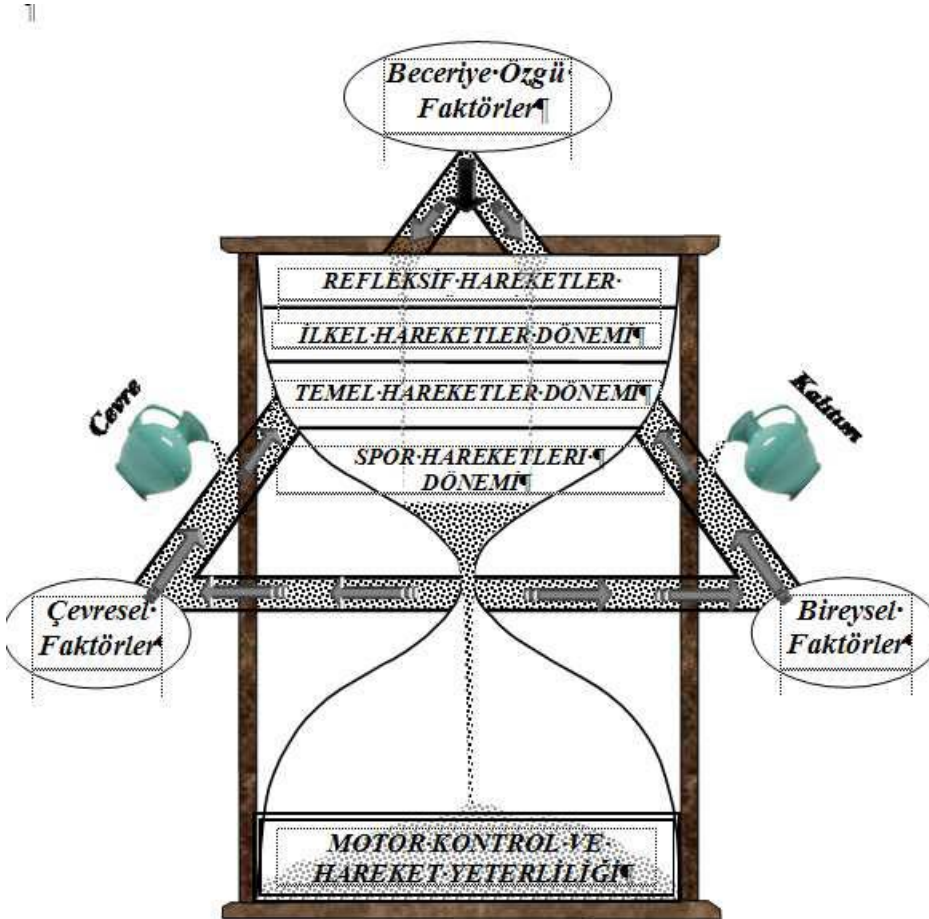 ¶
Beceriye·Özgü·
Faktörler¶
REFLEKSİF·HAREKETLER·
İLKEL·HAREKETLER·DÖNEMİ¶
TEMEL·HAREKETLER·DÖNEMİ¶
SPOR·HAREKETLERI·¶
DÖNEMİ¶
Çevre
Kalıtım
Çevresel·
Faktörler¶
Bireysel·
Faktörler¶
MOTOR·KONTROL·VE·
HAREKET·YETERLİLİĞİ¶